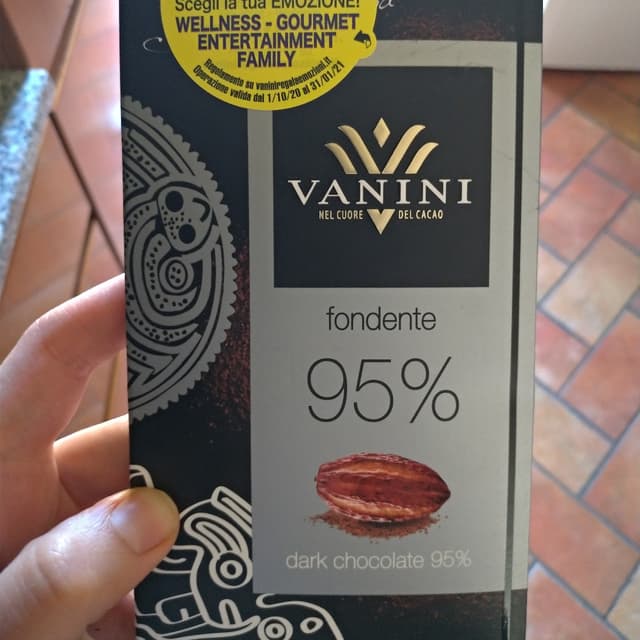 Scegli la tua EMOZIONE!
WELLNESS - GOURMET
ENTERTAINMENT
FAMILY
Regolamento su vaniniregalaemozioni.it
Operazione valida dal 1/10/20 al 31/01/21
VANINI
NEL CUORE DEL CACAO
fondente
95%
dark chocolate 95%